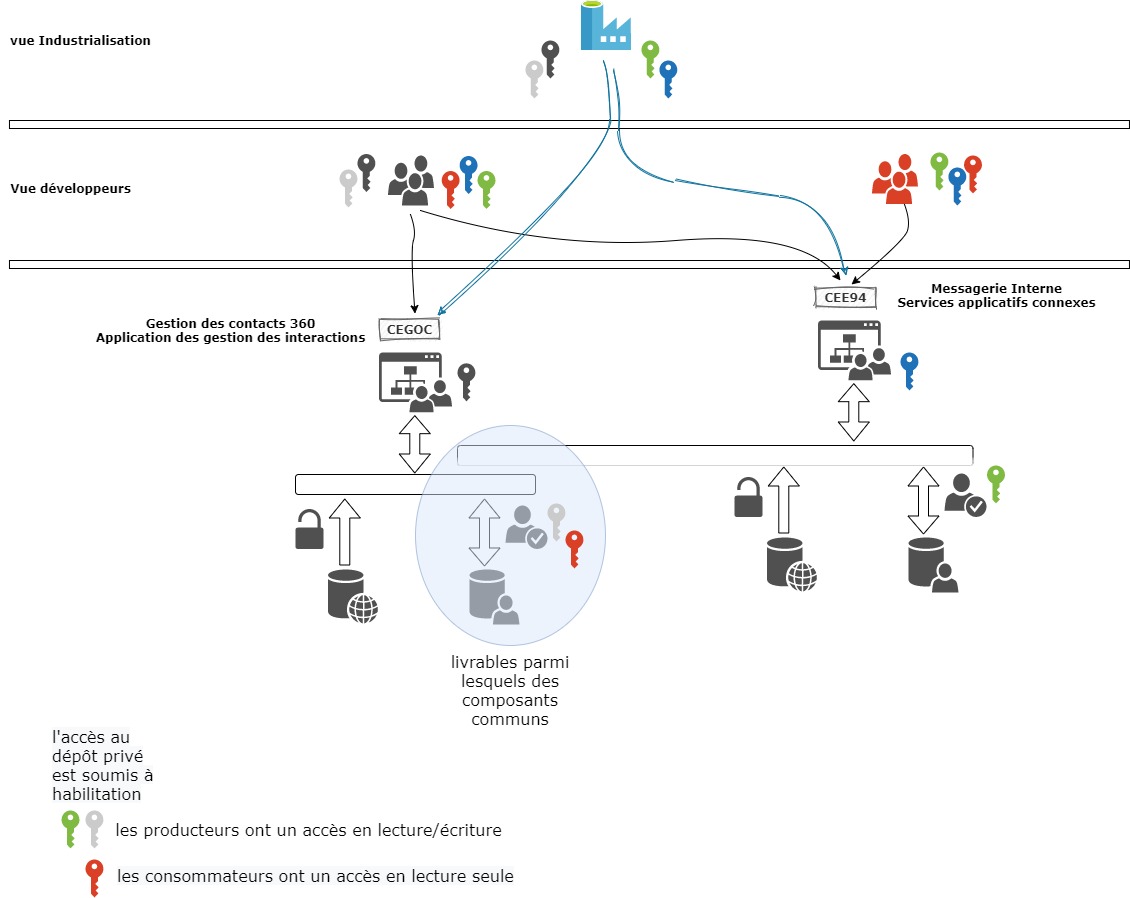 vue Industrialisation
Vue développeurs
Messagerie Interne
Services applicatifs connexes
CEE94
Gestion des contacts 360
Application des gestion des interactions
CEGOC
livrables parmi
lesquels des
composants
communs
l'accès au
dépôt privé
est soumis à
habilitation
les producteurs ont un accès en lecture/écriture
les consommateurs ont un accès en lecture seule